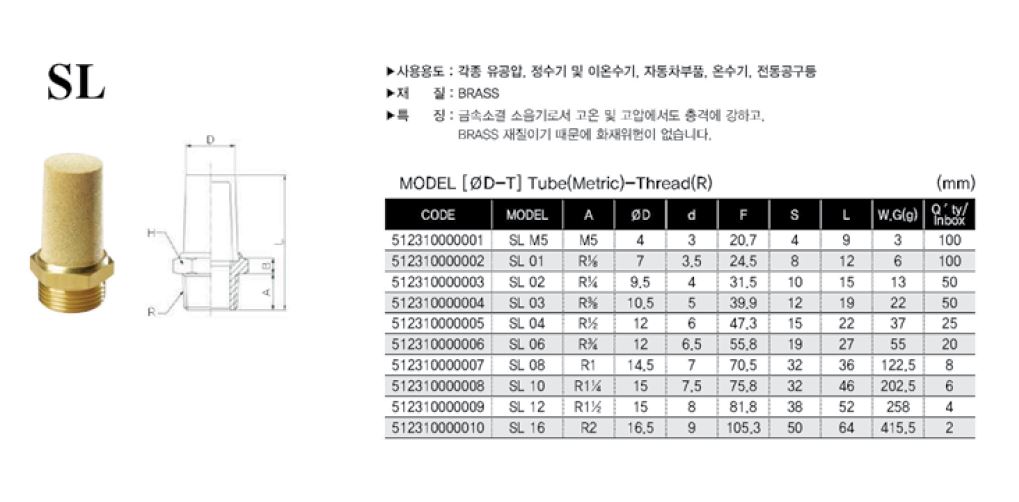 SL
▶사용용도 : 각종 유공압, 정수기 및 이온수기, 자동차부품, 온수기, 전동공구등
▶재 질 : BRASS
▶특 징 : 금속소결 소음기로서 고온 및 고압에서도 충격에 강하고,
BRASS 재질이기 때문에 화재위험이 없습니다.
D
H
R
B
A
L
MODEL [ØD-T] Tube(Metric)-Thread(R) (mm)
CODE MODEL A ØD d F S L W.G(g) Q´ty/Inbox
512310000001 SL M5 M5 4 3 20,7 4 9 3 100
512310000002 SL 01 R⅛ 7 3,5 24,5 8 12 6 100
512310000003 SL 02 R¼ 9,5 4 31,5 10 15 13 50
512310000004 SL 03 R⅜ 10,5 5 39,9 12 19 22 50
512310000005 SL 04 R½ 12 6 47,3 15 22 37 25
512310000006 SL 06 R¾ 12 6,5 55,8 19 27 55 20
512310000007 SL 08 R1 14,5 7 70,5 32 36 122,5 8
512310000008 SL 10 R1¼ 15 7,5 75,8 32 46 202,5 6
512310000009 SL 12 R1½ 15 8 81,8 38 52 258 4
512310000010 SL 16 R2 16,5 9 105,3 50 64 415,5 2